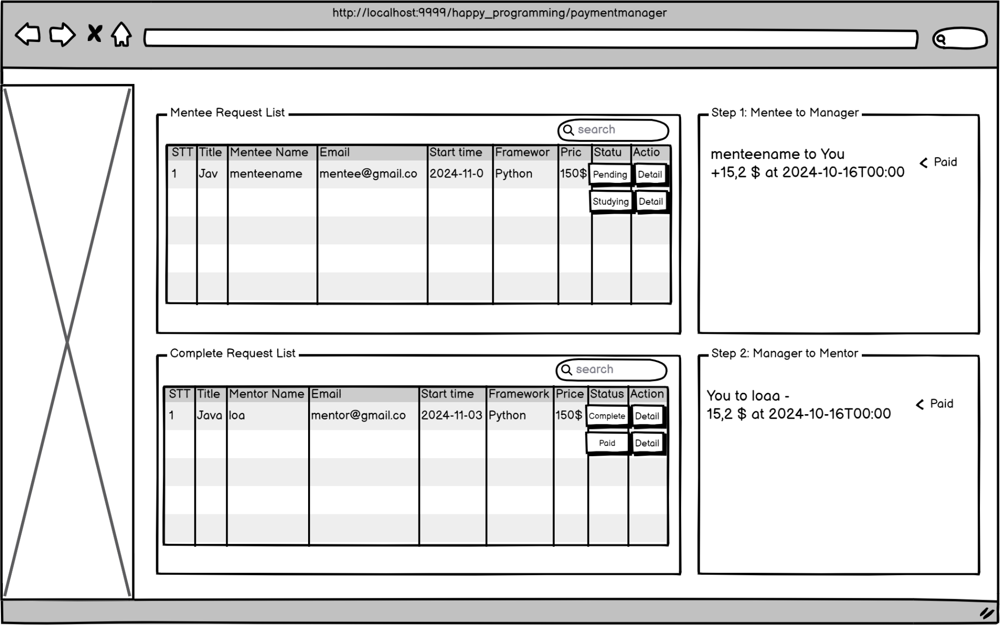 http://localhost:9999/happy_programming/paymentmanager
Mentee Request List
search
STT Title Mentee Name Email Start time Framewor Pric Statu Actio
1 Jav menteename mentee@gmail.co 2024-11-0 Python 150$ Pending Detail
Studying Detail
Step 1: Mentee to Manager
menteename to You
+15,2 $ at 2024-10-16T00:00
Paid
Complete Request List
search
STT Title Mentor Name Email Start time Framework Price Status Action
1 Java loa mentor@gmail.co 2024-11-03 Python 150$ Complete Detail
Paid Detail
Step 2: Manager to Mentor
You to loaa -
15,2 $ at 2024-10-16T00:00
Paid